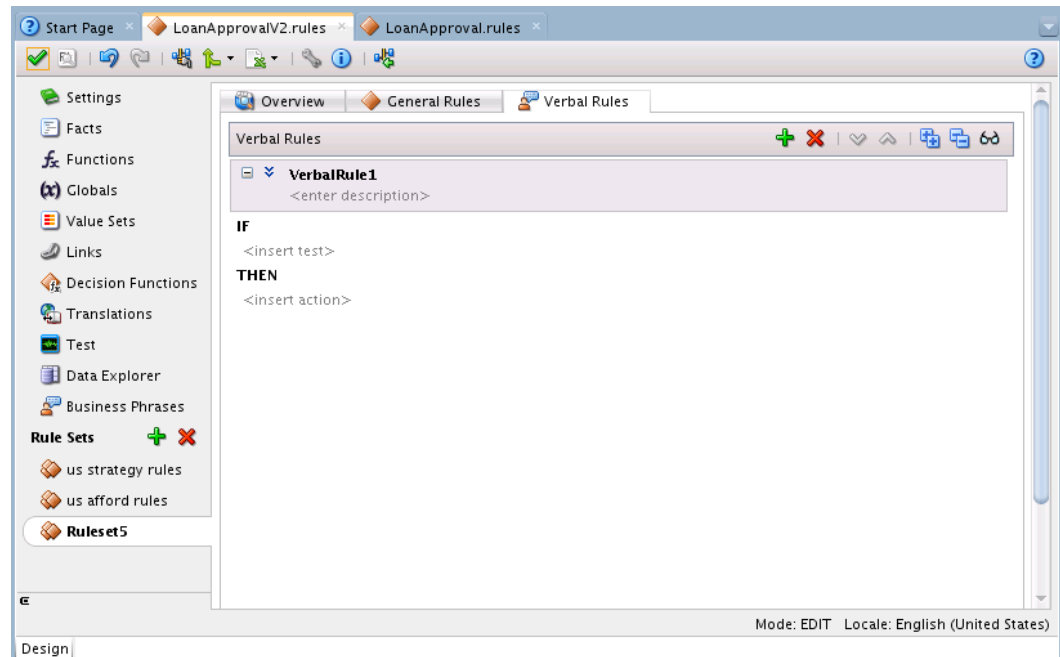 Start Page
LoanApprovalV2.rules
LoanApproval.rules
Settings
Facts
Functions
Globals
Value Sets
Links
Decision Functions
Translations
Test
Data Explorer
Business Phrases
Rule Sets
us strategy rules
us afford rules
Ruleset5
Overview
General Rules
Verbal Rules
Verbal Rules
VerbalRule1
<enter description>
IF
<insert test>
THEN
<insert action>
Mode: EDIT Locale: English (United States)
Design